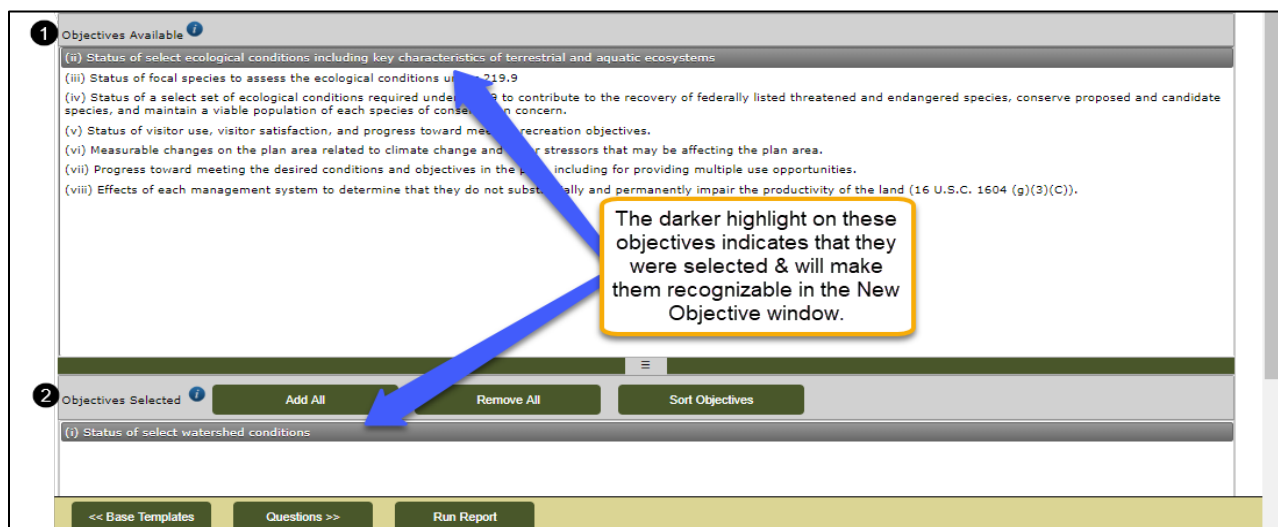 1
Objectives Available i
(ii) Status of select ecological conditions including key characteristics of terrestrial and aquatic ecosystems
(iii) Status of focal species to assess the ecological conditions 219.9
(iv) Status of a select set of ecological conditions required under 9 to contribute to the recovery of federally listed threatened and endangered species, conserve proposed and candidate
species, and maintain a viable population of each species of concern.
(v) Status of visitor use, visitor satisfaction, and progress toward recreation objectives.
(vi) Measurable changes on the plan area related to climate change and stressors that may be affecting the plan area.
(vii) Progress toward meeting the desired conditions and objectives in the including for providing multiple use opportunities.
(viii) Effects of each management system to determine that they do not and permanently impair the productivity of the land (16 U.S.C. 1604 (g)(3)(C)).
The darker highlight on these
objectives indicates that they
were selected & will make
them recognizable in the New
Objective window.
2
Objectives Selected i Add All Remove All Sort Objectives
(i) Status of select watershed conditions
<< Base Templates Questions >> Run Report